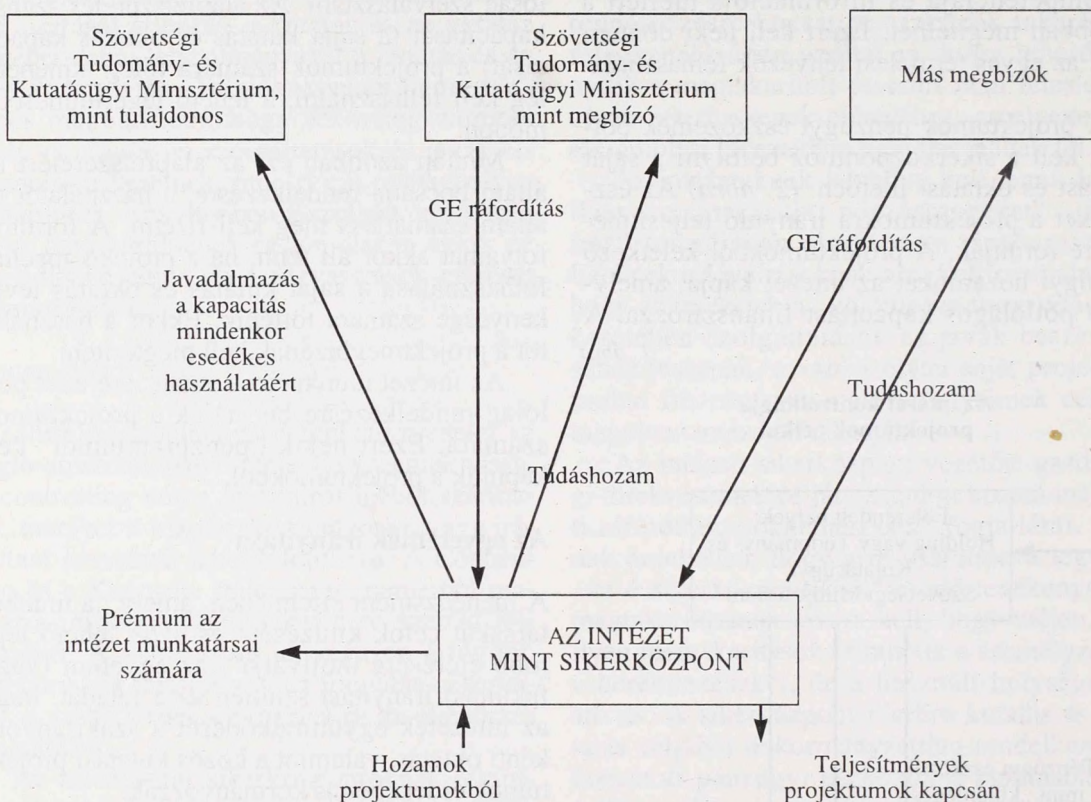 Szövetségi
Tudomány- és
Kutatásügyi Minisztérium,
mint tulajdonos
Szövetségi
Tudomány- és
Kutatásügyi Minisztérium
mint megbízó
Más megbízók
GE ráfordítás
GE ráfordítás
Javadalmazás
a kapacitás
mindenkor
esedékes
használatáért
Tudáshozam
Tudáshozam
Prémium az
intézet munkatársai
számára
AZ INTÉZET
MINT SIKERKÖZPONT
Hozamok
projektumokból
Teljesítmények
projektumok kapcsán